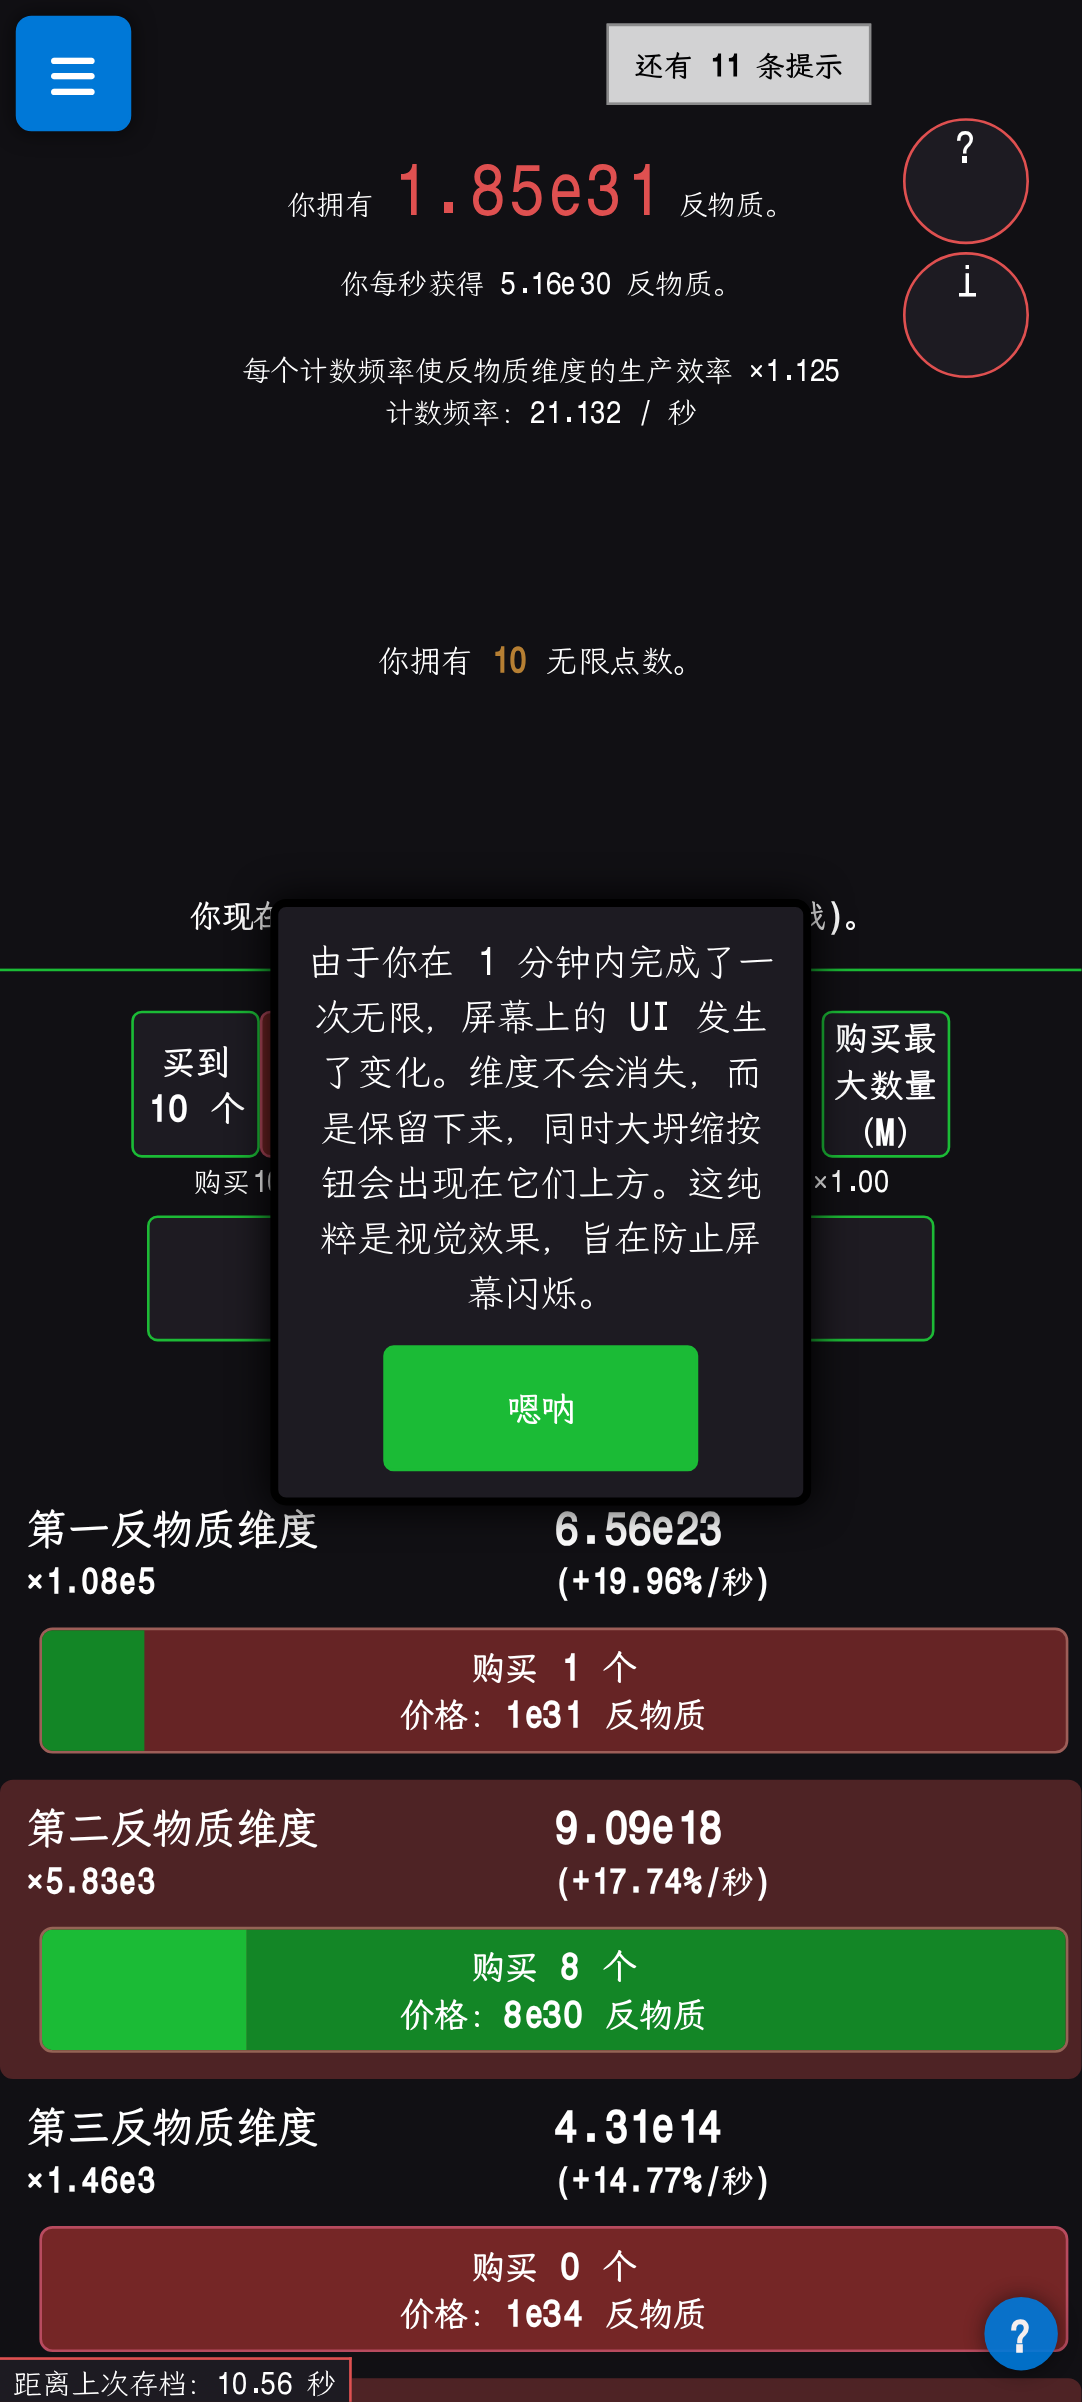 还有 11 条提示
?
i
你拥有 1.85e31 反物质。
你每秒获得 5.16e30 反物质。
每个计数频率使反物质维度的生产效率 ×1.125
计数频率: 21.132 / 秒
你拥有 10 无限点数。
你现在
)。
由于你在 1 分钟内完成了一
次无限, 屏幕上的 UI 发生
了变化。维度不会消失, 而
是保留下来, 同时大坍缩按
钮会出现在它们上方。这纯
粹是视觉效果, 旨在防止屏
幕闪烁。
嗯呐
买到
10 个
购买最
大数量
(M)
购买10
×1.00
第一反物质维度
6.56e23
×1.08e5
(+19.96%/秒)
购买 1 个
价格: 1e31 反物质
第二反物质维度
9.09e18
×5.83e3
(+17.74%/秒)
购买 8 个
价格: 8e30 反物质
第三反物质维度
4.31e14
×1.46e3
(+14.77%/秒)
购买 0 个
价格: 1e34 反物质
?
距离上次存档: 10.56 秒